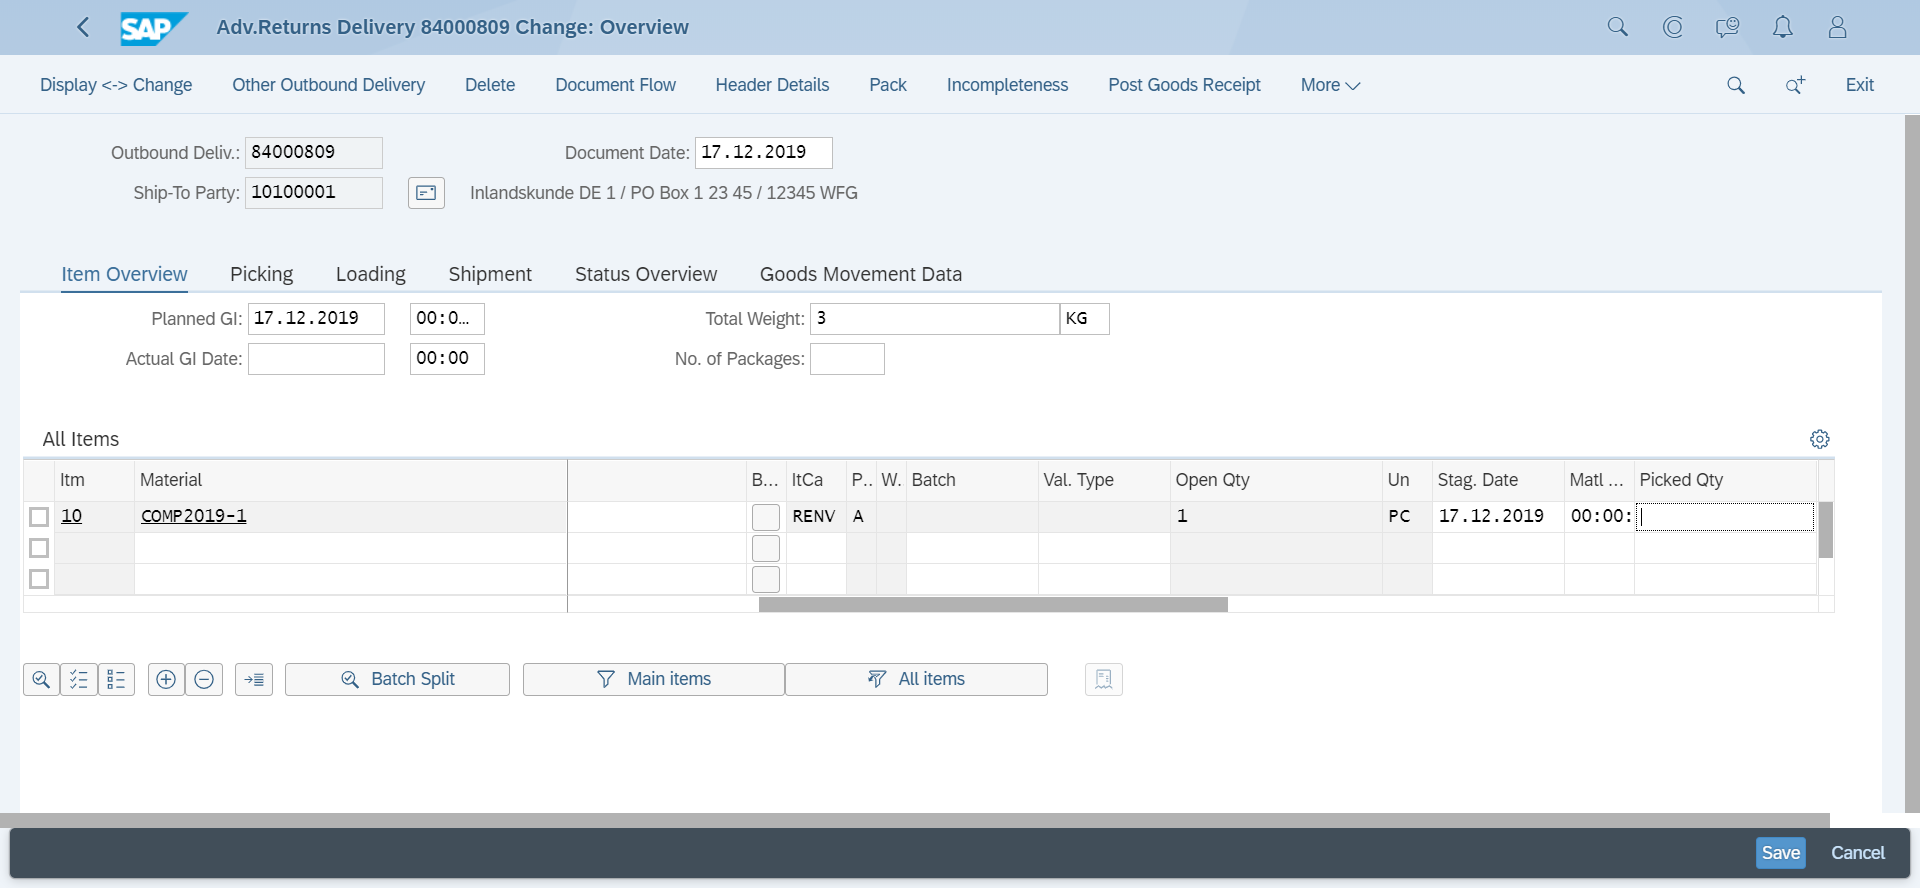 SAP Adv.Returns Delivery 84000809 Change: Overview
Display <-> Change Other Outbound Delivery Delete Document Flow Header Details Pack Incompleteness Post Goods Receipt More Exit
Outbound Deliv.: 84000809 Document Date: 17.12.2019
Ship-To Party: 10100001 Inlandskunde DE 1 / PO Box 1 23 45 / 12345 WFG
Item Overview Picking Loading Shipment Status Overview Goods Movement Data
Planned GI: 17.12.2019 00:0... Total Weight: 3 KG
Actual GI Date: 00:00 No. of Packages:
All Items
Itm Material B... ItCa P.. W. Batch Val. Type Open Qty Un Stag. Date Matl ... Picked Qty
10 COMP2019-1 RENV A 1 PC 17.12.2019 00:00:
Batch Split Main items All items
Save Cancel